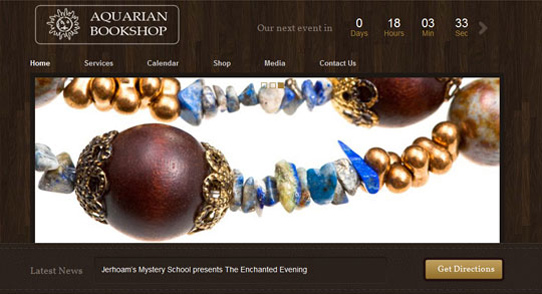 AQUARIAN
BOOKSHOP
Our next event in
0 18 03 33
Days Hours Min Sec
Home Services Calendar Shop Media Contact Us
Latest News
Jerhoam's Mystery School presents The Enchanted Evening
Get Directions